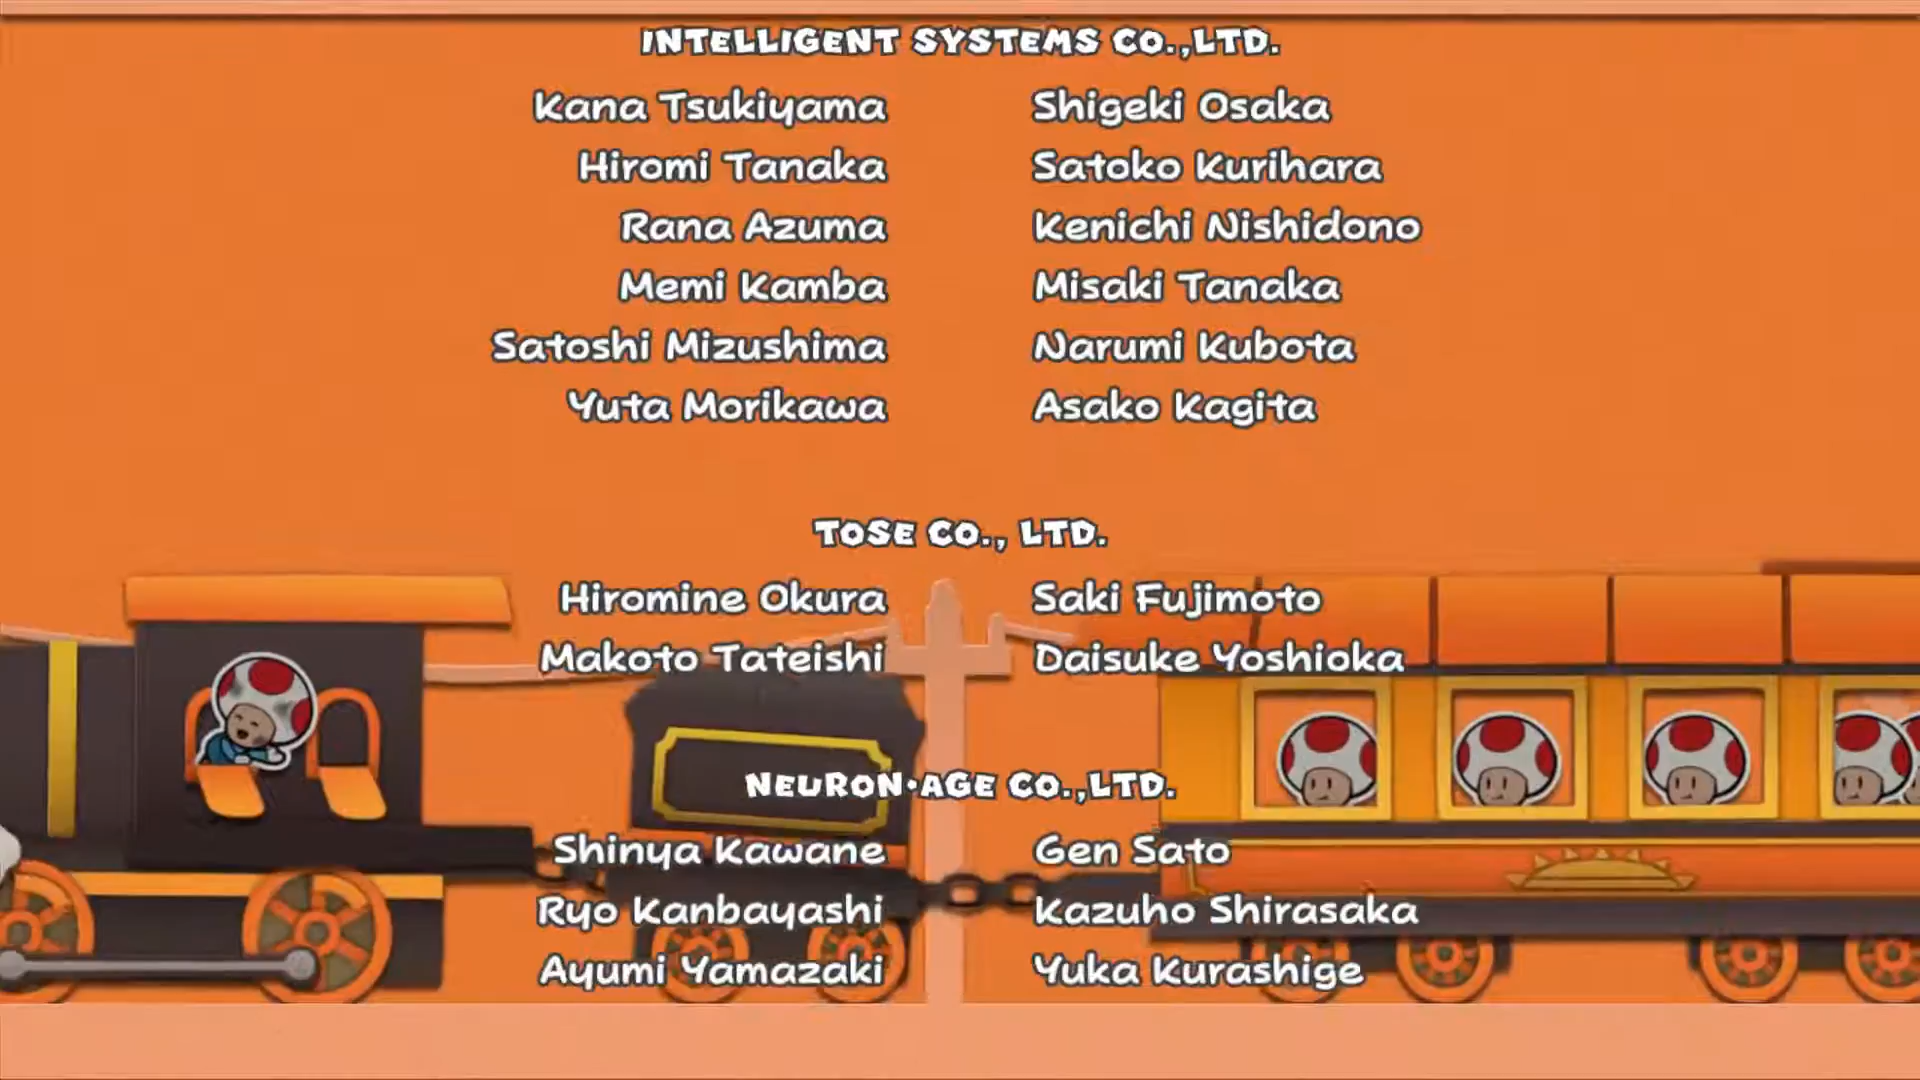 INTELLIGENT SYSTEMS CO.,LTD.
Kana Tsukiyama Shigeki Osaka
Hiromi Tanaka Satoko Kurihara
Rana Azuma Kenichi Nishidono
Memi Kamba Misaki Tanaka
Satoshi Mizushima Narumi Kubota
Yuta Morikawa Asako Kagita
TOSE CO., LTD.
Hiromine Okura Saki Fujimoto
Makoto Tateishi Daisuke Yoshioka
NEURON•AGE CO.,LTD.
Shinya Kawane Gen Sato
Ryo Kanbayashi Kazuho Shirasaka
Ayumi Yamazaki Yuka Kurashige